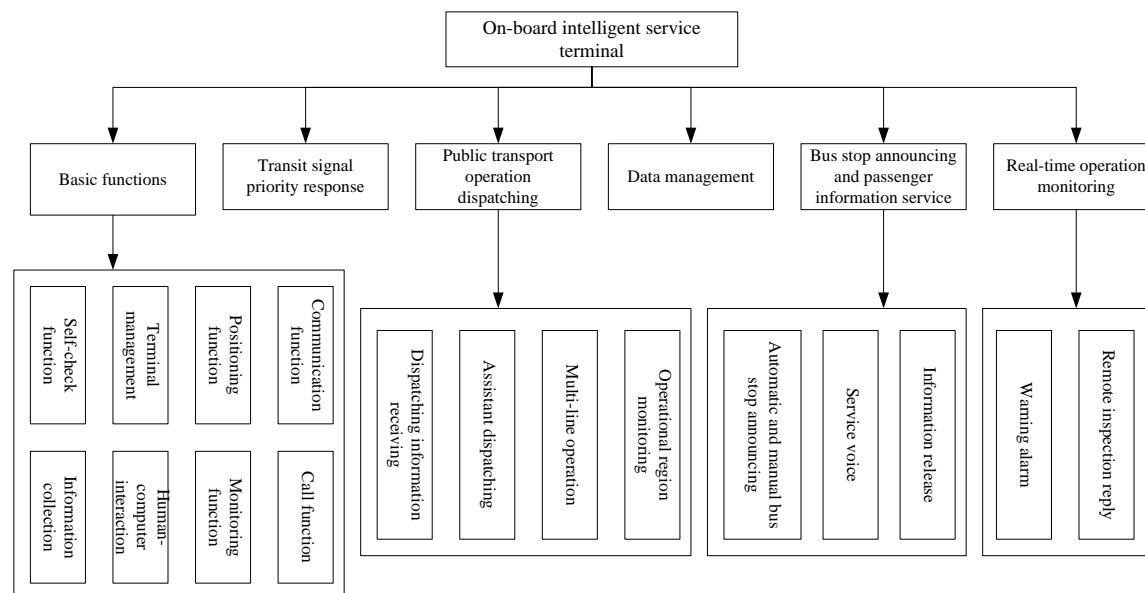 On-board intelligent service
terminal
Basic functions
Transit signal
priority response
Public transport
operation
dispatching
Data management
Bus stop announcing
and passenger
information service
Real-time operation
monitoring
Self-check
function
Terminal
management
Positioning
function
Communication
function
Information
collection
Human-
computer
interaction
Monitoring
function
Call function
Dispatching information
receiving
Assistant dispatching
Multi-line operation
Operational region
monitoring
Automatic and manual bus
stop announcing
Service voice
Information release
Warning alarm
Remote inspection reply